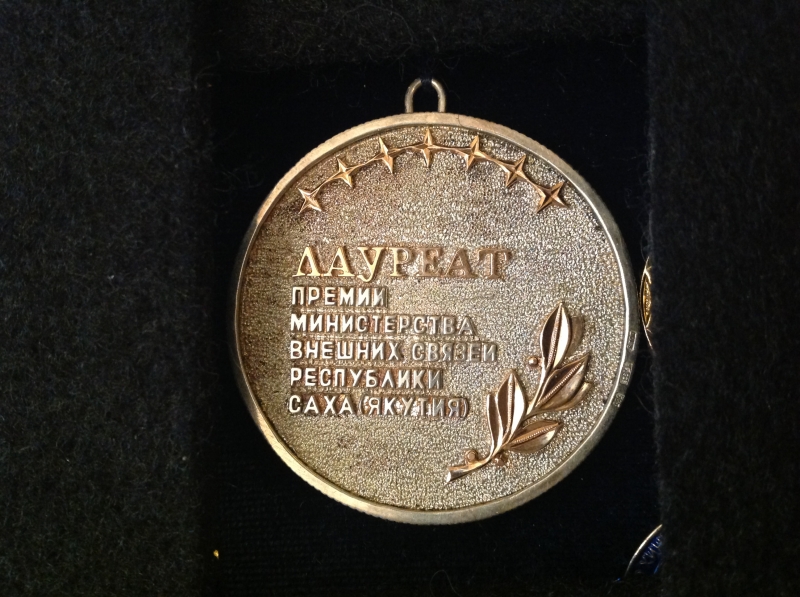 ЛАУРЕАТ
ПРЕМИИ
МИНИСТЕРСТВА
ВНЕШНИХ СВЯЗЕЙ
РЕСПУБЛИКИ
САХА (ЯКУТИЯ)